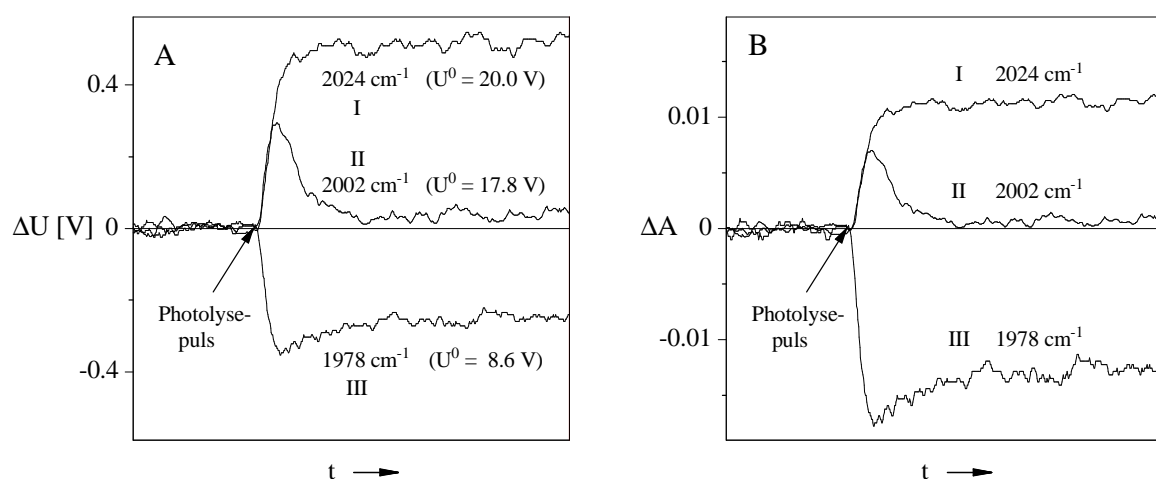 A
0.4
2024 cm-1 (U0 = 20.0 V)
I
II
2002 cm-1 (U0 = 17.8 V)
ΔU [V] 0
Photolyse-
puls
1978 cm-1 (U0 = 8.6 V)
III
-0.4
t
B
I 2024 cm-1
0.01
II 2002 cm-1
ΔA 0
Photolyse-
puls
III 1978 cm-1
-0.01
t